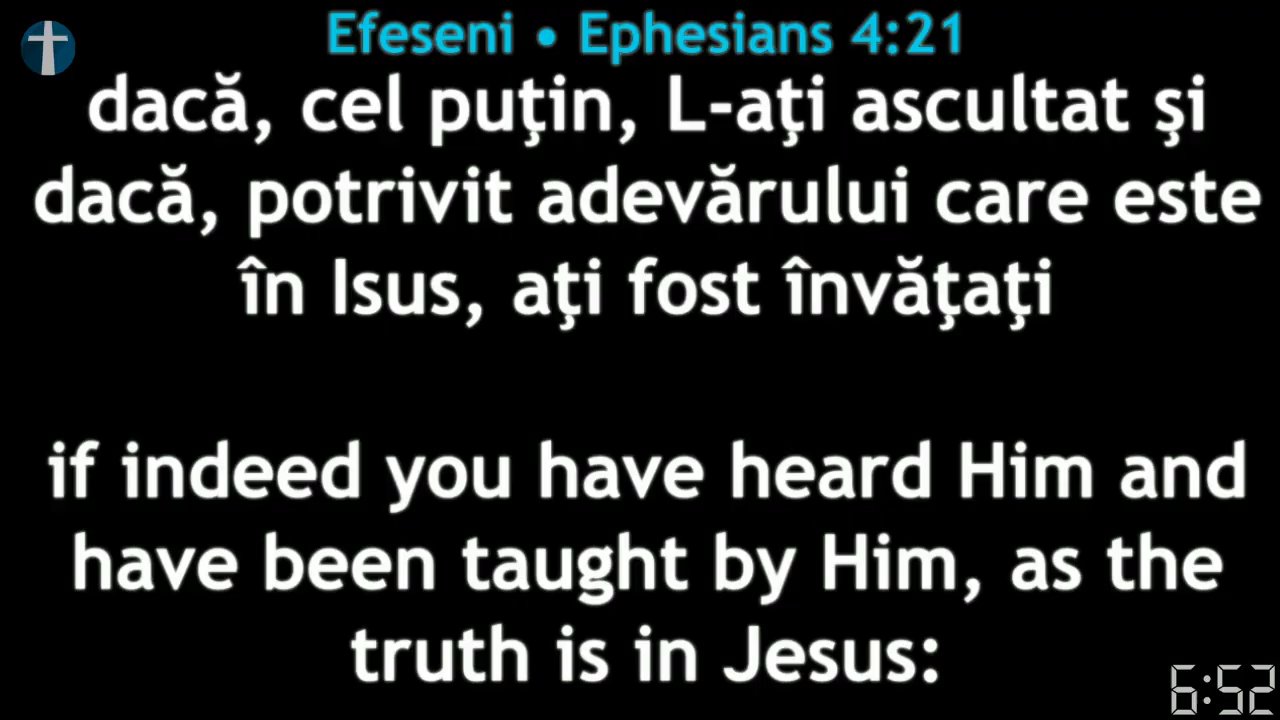 Efeseni • Ephesians 4:21
dacă, cel puţin, L-aţi ascultat şi
dacă, potrivit adevărului care este
în Isus, aţi fost învăţaţi
if indeed you have heard Him and
have been taught by Him, as the
truth is in Jesus:
6:52